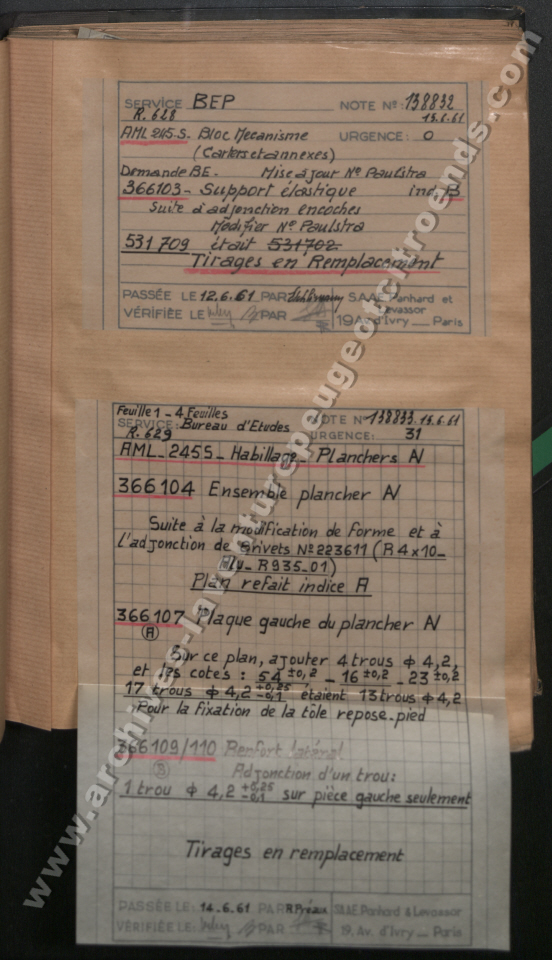 SERVICE BEP NOTE Nº: 138832
R.628 13.6.61
AML 245.S. Bloc Mecanisme URGENCE: 0
(Carters et annexes)
Demande BE. Mise à jour Nº Paulstra
366103 - Support élastique ind. B
Suite à adjonction encoches
Modifier Nº Paulstra
531709 était 531702.
Tirages en Remplacement
PASSÉE LE 12.6.61 PAR SAAE. Panhard et
Levassor
VÉRIFIÉE LE PAR 19 Av. d'Ivry _ Paris
Feuille 1 - 4 Feuilles
SERVICE: Bureau d'Etudes NOTE Nº 138833. 15.6.61
R.629 URGENCE: 31
AML_245S_Habillage_Planchers AV
366104 Ensemble plancher AV
Suite à la modification de forme et à
l'adjonction de rivets Nº 223611 (R4x10_
R935_01)
Plan refait indice A
366107 Plaque gauche du plancher AV
(A)
Sur ce plan, ajouter 4 trous ϕ 4,2,
et des cotes: 54 ±0,2 _ 16 ±0,2 _ 23 ±0,2
17 trous ϕ 4,2 +0,25 -0,1 étaient 13 trous ϕ 4,2
Pour la fixation de la tôle repose-pied
366109/110 Renfort latéral
(B) Adjonction d'un trou:
1 trou ϕ 4,2 +0,25 -0,1 sur pièce gauche seulement
Tirages en remplacement
PASSÉE LE: 14.6.61 PAR R. Préaux SAAE. Panhard & Levassor
VÉRIFIÉE LE: PAR 19, Av. d'Ivry _ Paris
www.archives-laventurepeugeotcitroends.com